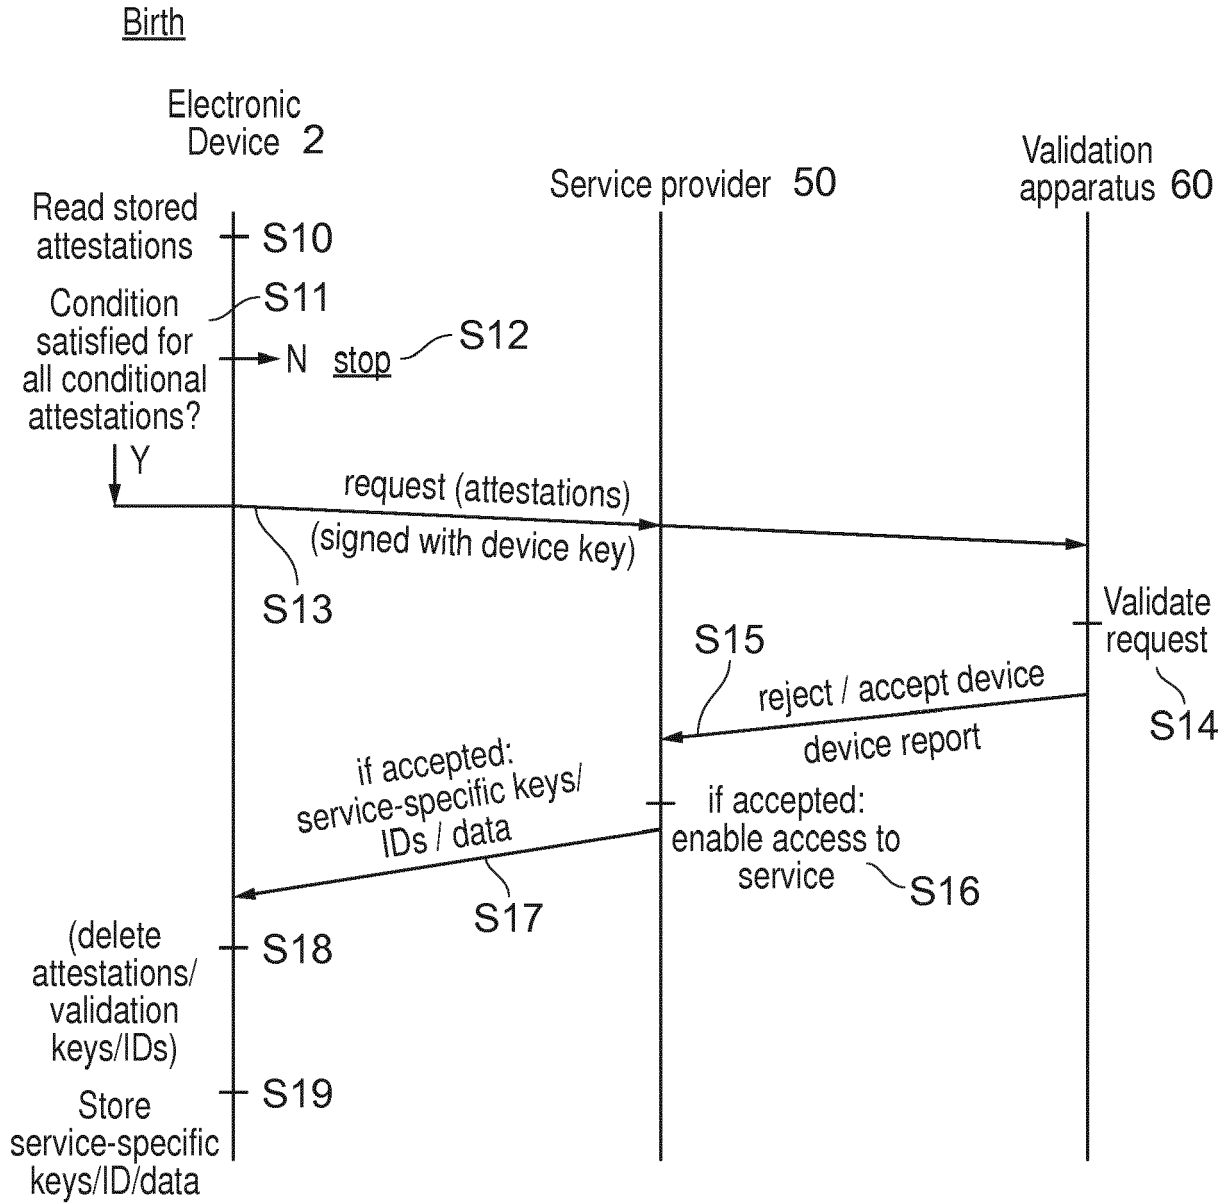 Birth
Electronic
Device 2
Service provider 50
Validation
apparatus 60
Read stored
attestations
S10
Condition
satisfied for
all conditional
attestations?
S11
N stop
S12
Y
request (attestations)
(signed with device key)
S13
Validate
request
S14
S15
reject / accept device
device report
if accepted:
enable access to
service
S16
if accepted:
service-specific keys/
IDs / data
S17
(delete
attestations/
validation
keys/IDs)
S18
S19
Store
service-specific
keys/ID/data